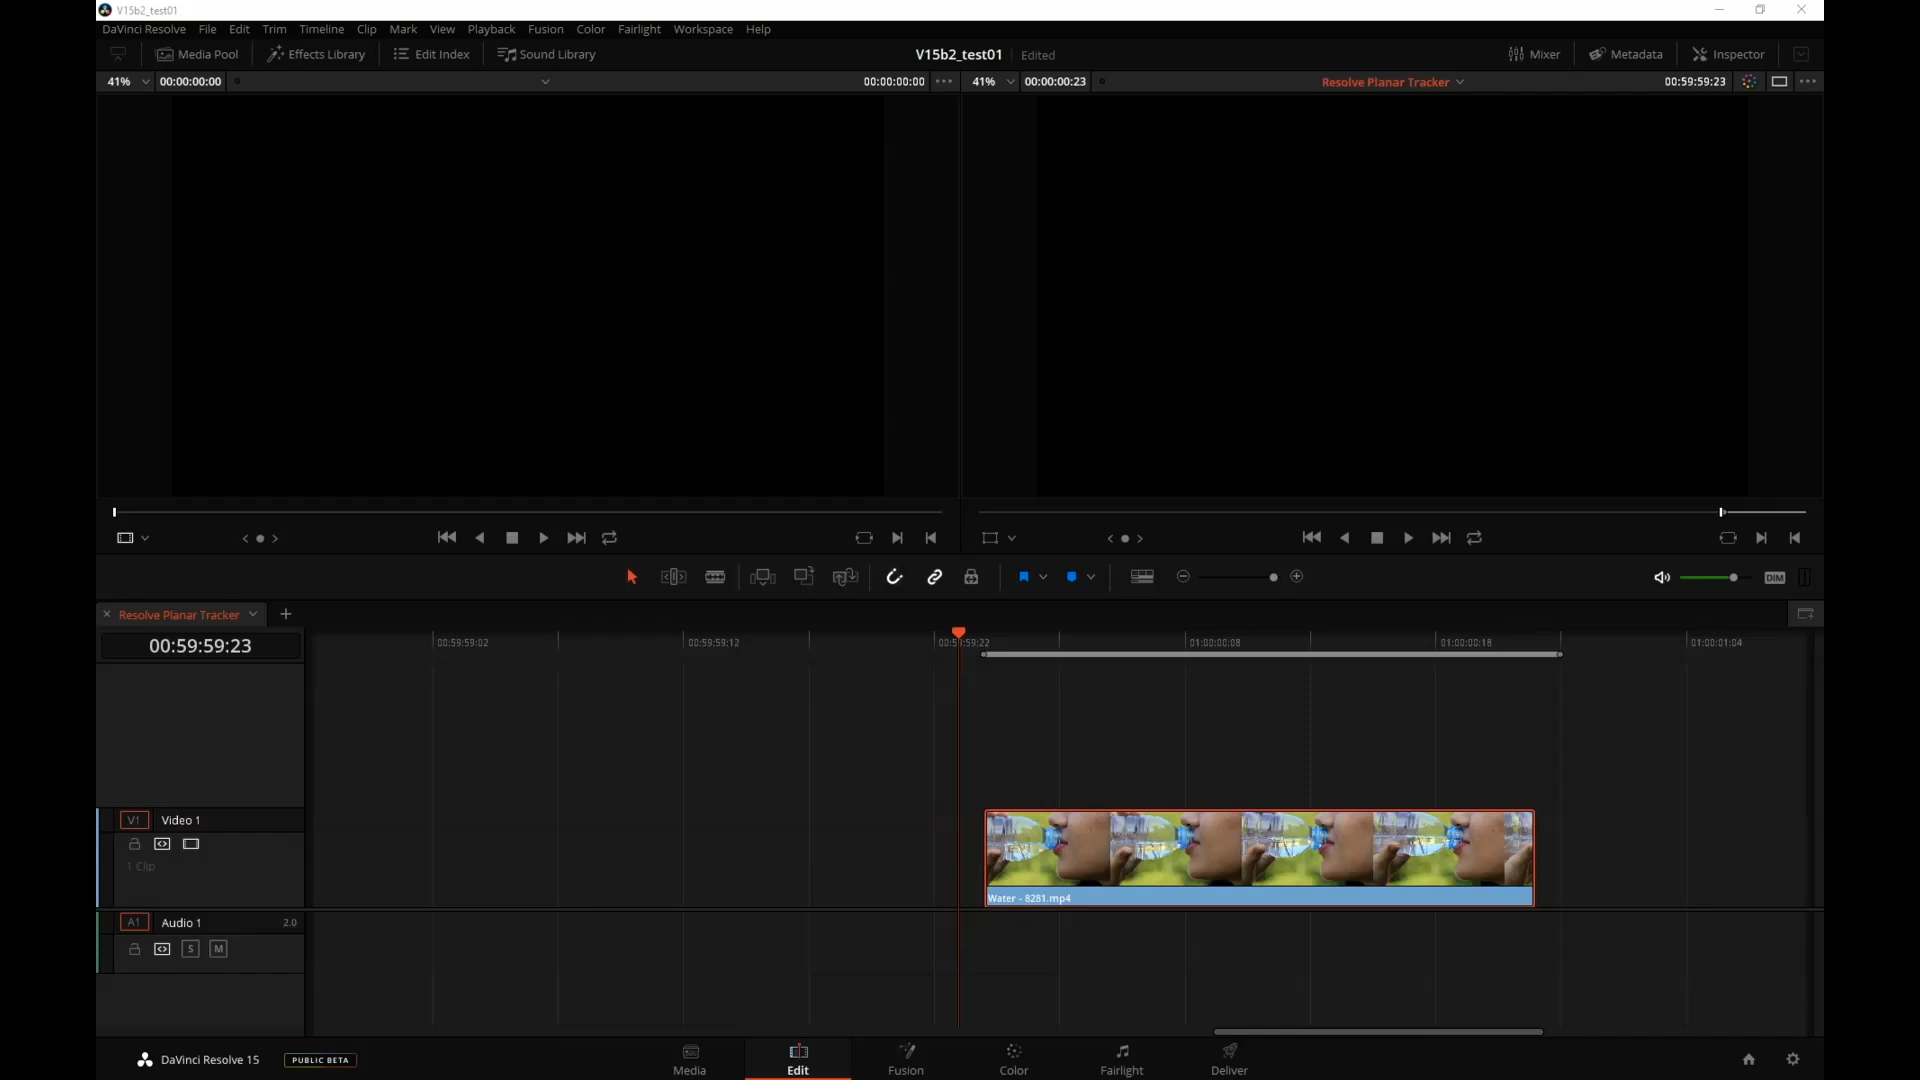 V15b2_test01
DaVinci Resolve File Edit Trim Timeline Clip Mark View Playback Fusion Color Fairlight Workspace Help
Media Pool Effects Library Edit Index Sound Library V15b2_test01 Edited Mixer Metadata Inspector
41% 00:00:00:00 00:00:00:00 41% 00:00:00:23 Resolve Planar Tracker 00:59:59:23
DIM
Resolve Planar Tracker
00:59:59:23 00:59:59:02 00:59:59:12 00:59:59:22 01:00:00:08 01:00:00:18 01:00:01:04
V1 Video 1
1 Clip
Water - 8281.mp4
A1 Audio 1 2.0
S M
DaVinci Resolve 15 PUBLIC BETA Media Edit Fusion Color Fairlight Deliver